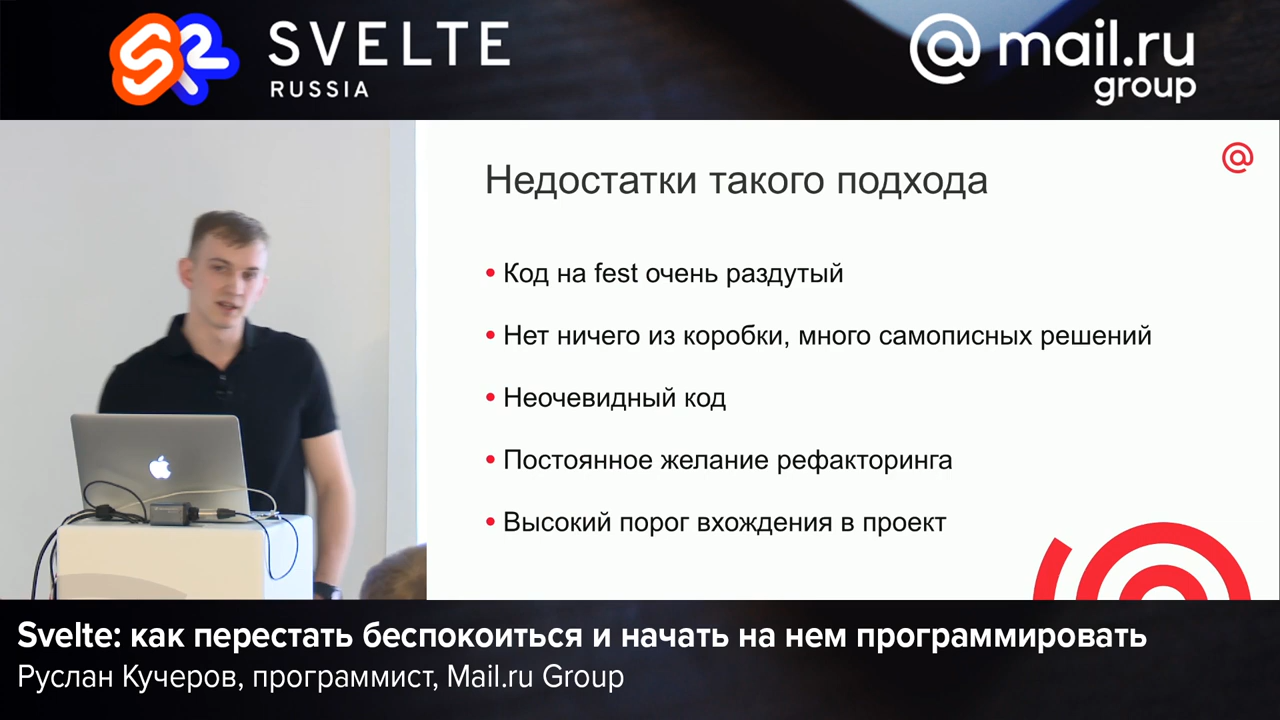 SVELTE
RUSSIA
@mail.ru
group
Недостатки такого подхода
• Код на fest очень раздутый
• Нет ничего из коробки, много самописных решений
• Неочевидный код
• Постоянное желание рефакторинга
• Высокий порог вхождения в проект
Svelte: как перестать беспокоиться и начать на нем программировать
Руслан Кучеров, программист, Mail.ru Group